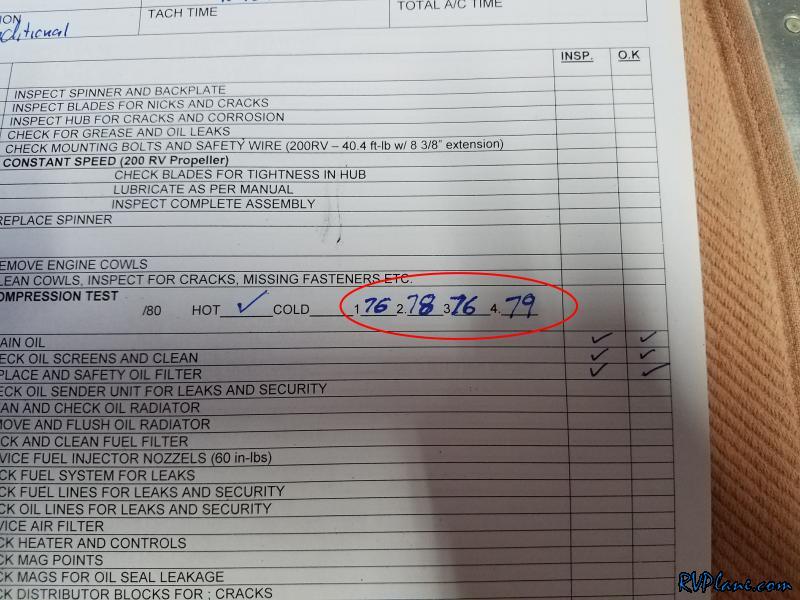 ION
TACH TIME
TOTAL A/C TIME
ditional
INSP. O.K
INSPECT SPINNER AND BACKPLATE
INSPECT BLADES FOR NICKS AND CRACKS
INSPECT HUB FOR CRACKS AND CORROSION
CHECK FOR GREASE AND OIL LEAKS
CHECK MOUNTING BOLTS AND SAFETY WIRE (200RV – 40.4 ft-lb w/ 8 3/8" extension)
CONSTANT SPEED (200 RV Propeller)
CHECK BLADES FOR TIGHTNESS IN HUB
LUBRICATE AS PER MANUAL
INSPECT COMPLETE ASSEMBLY
REPLACE SPINNER
EMOVE ENGINE COWLS
LEAN COWLS, INSPECT FOR CRACKS, MISSING FASTENERS ETC.
OMPRESSION TEST
/80 HOT ✓ COLD 1 76 2. 78 3 76 4. 79
AIN OIL ✓ ✓
ECK OIL SCREENS AND CLEAN ✓ ✓
PLACE AND SAFETY OIL FILTER ✓ ✓
CK OIL SENDER UNIT FOR LEAKS AND SECURITY
AN AND CHECK OIL RADIATOR
MOVE AND FLUSH OIL RADIATOR
CK AND CLEAN FUEL FILTER
VICE FUEL INJECTOR NOZZELS (60 in-lbs)
CK FUEL SYSTEM FOR LEAKS
CK FUEL LINES FOR LEAKS AND SECURITY
CK OIL LINES FOR LEAKS AND SECURITY
VICE AIR FILTER
CK HEATER AND CONTROLS
CK MAG POINTS
CK MAGS FOR OIL SEAL LEAKAGE
CK DISTRIBUTOR BLOCKS FOR ; CRACKS
RVPlane.com